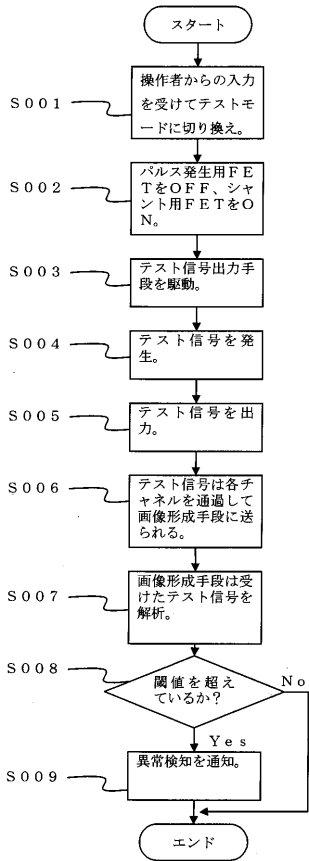 スタート
S001
操作者からの入力
を受けてテストモ
ードに切り換え。
S002
パルス発生用FE
TをOFF、シャ
ント用FETをO
N。
S003
テスト信号出力手
段を駆動。
S004
テスト信号を発
生。
S005
テスト信号を出
力。
S006
テスト信号は各チ
ャネルを通過して
画像形成手段に送
られる。
S007
画像形成手段は受
けたテスト信号を
解析。
S008
閾値を超え
ているか?
No
Yes
S009
異常検知を通知。
エンド